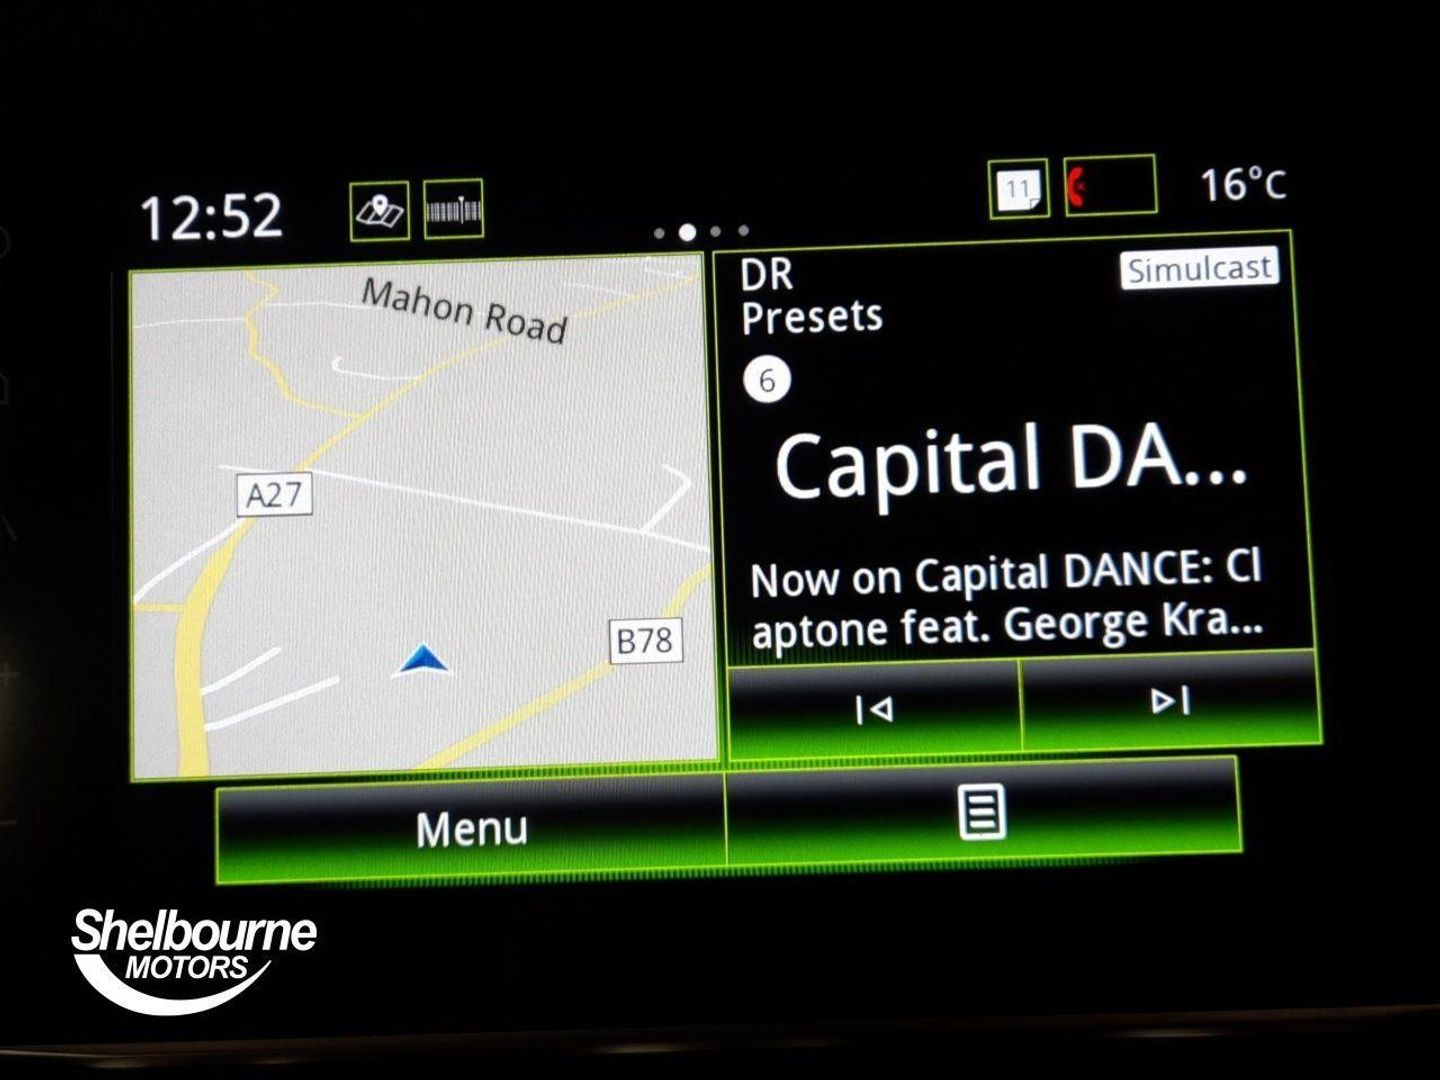 12:52
11
16°C
Mahon Road
A27
B78
DR
Simulcast
Presets
6
Capital DA...
Now on Capital DANCE: Cl
aptone feat. George Kra...
Menu
Shelbourne
MOTORS